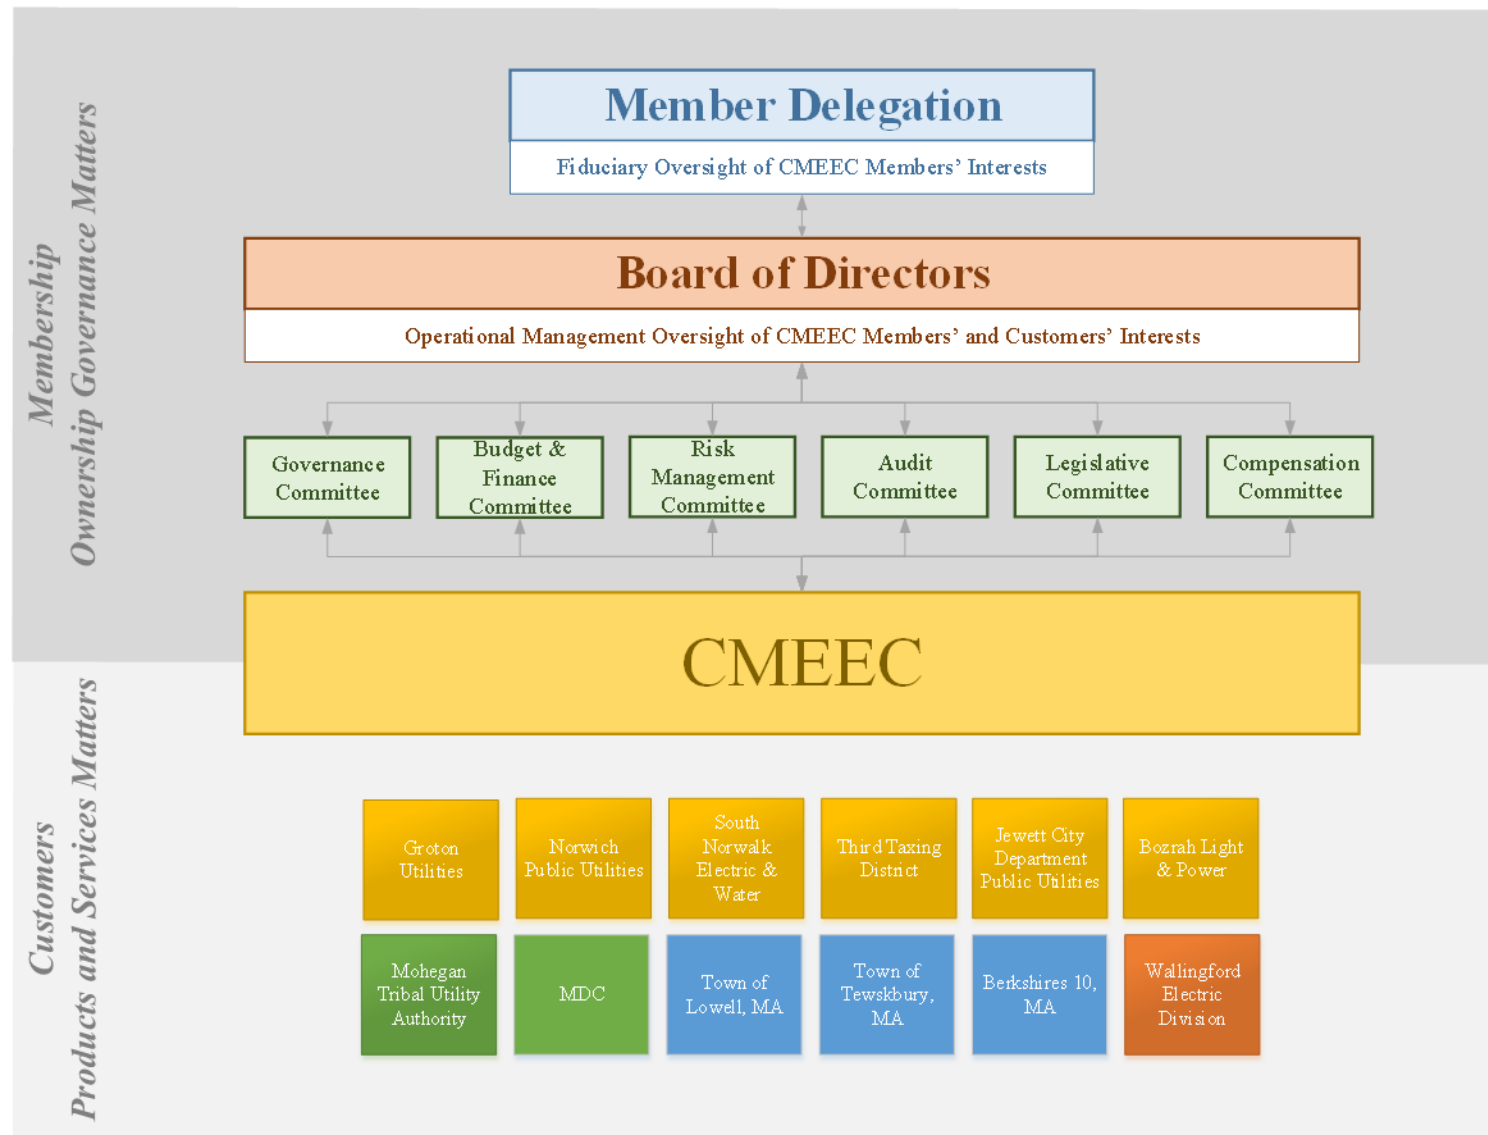 Member Delegation
Fiduciary Oversight of CMEEC Members’ Interests
Board of Directors
Operational Management Oversight of CMEEC Members’ and Customers’ Interests
Membership
Ownership Governance Matters
Governance
Committee
Budget &
Finance
Committee
Risk
Management
Committee
Audit
Committee
Legislative
Committee
Compensation
Committee
CMEEC
Customers
Products and Services Matters
Groton
Utilities
Norwich
Public Utilities
South
Norwalk
Electric &
Water
Third Taxing
District
Jewett City
Department
Public Utilities
Bozrah Light
& Power
Mohegan
Tribal Utility
Authority
MDC
Town of
Lowell, MA
Town of
Tewskbury,
MA
Berkshires 10,
MA
Wallingford
Electric
Division